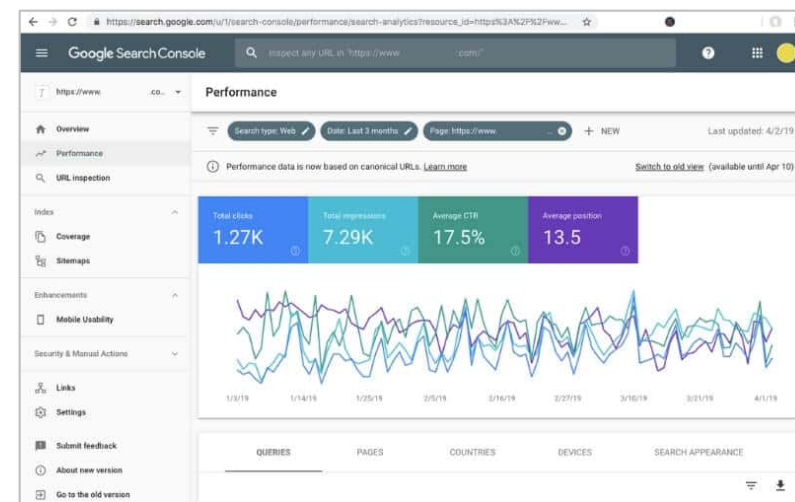 https://search.google.com/u/1/search-console/performance/search-analytics?resource_id=https%3A%2F%2Fww...
Google Search Console
Inspect any URL in "https://www. .com/"
T https://www. .co...
Performance
Overview
Performance
URL inspection
Index
Coverage
Sitemaps
Enhancements
Mobile Usability
Security & Manual Actions
Links
Settings
Submit feedback
About new version
Go to the old version
Search type: Web
Date: Last 3 months
Page: https://www. ...
+ NEW
Last updated: 4/2/19
Performance data is now based on canonical URLs. Learn more
Switch to old view (available until Apr 10)
Total clicks
1.27K
Total impressions
7.29K
Average CTR
17.5%
Average position
13.5
1/3/19 1/14/19 1/25/19 2/5/19 2/16/19 2/27/19 3/10/19 3/21/19 4/1/19
QUERIES PAGES COUNTRIES DEVICES SEARCH APPEARANCE